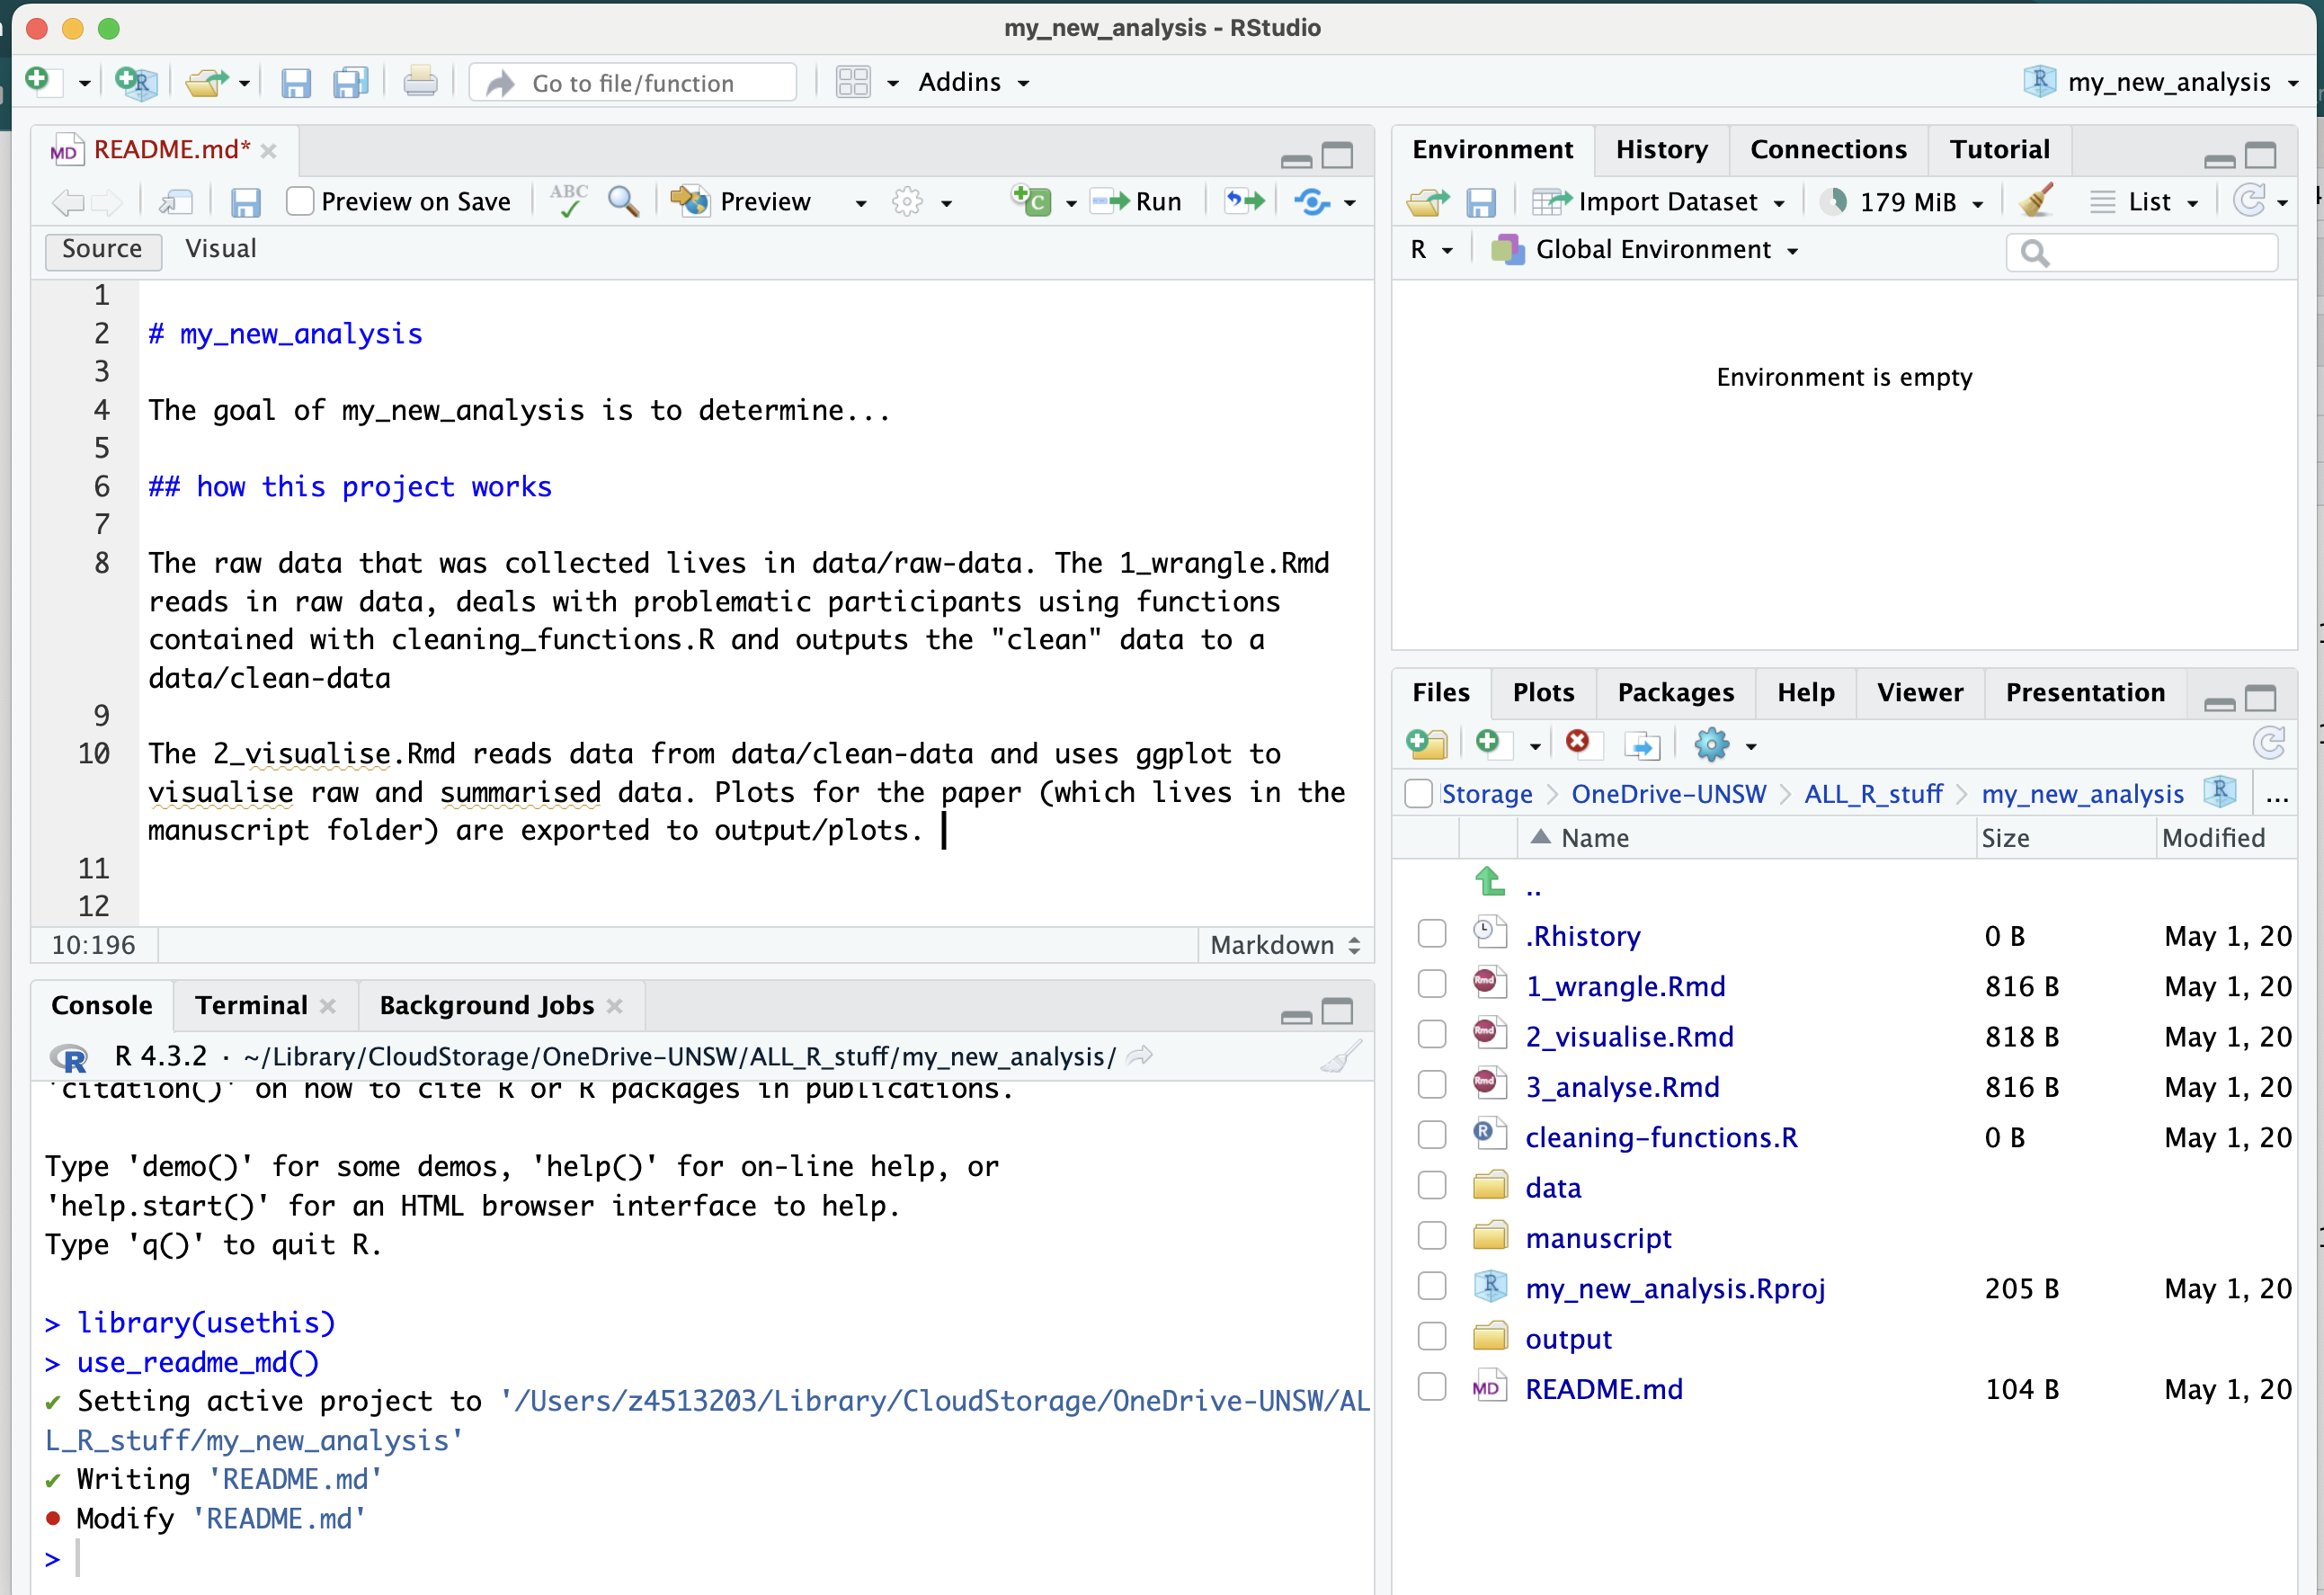 my_new_analysis - RStudio
Go to file/function
Addins
my_new_analysis
MD README.md*
Preview on Save
ABC
Preview
C
Run
Source
Visual
1
2 # my_new_analysis
3
4 The goal of my_new_analysis is to determine...
5
6 ## how this project works
7
8 The raw data that was collected lives in data/raw-data. The 1_wrangle.Rmd
reads in raw data, deals with problematic participants using functions
contained with cleaning_functions.R and outputs the "clean" data to a
data/clean-data
9
10 The 2_visualise.Rmd reads data from data/clean-data and uses ggplot to
visualise raw and summarised data. Plots for the paper (which lives in the
manuscript folder) are exported to output/plots.
11
12
10:196
Markdown
Console
Terminal
Background Jobs
R R 4.3.2 · ~/Library/CloudStorage/OneDrive-UNSW/ALL_R_stuff/my_new_analysis/
'citation()' on how to cite R or R packages in publications.
Type 'demo()' for some demos, 'help()' for on-line help, or
'help.start()' for an HTML browser interface to help.
Type 'q()' to quit R.
> library(usethis)
> use_readme_md()
✔ Setting active project to '/Users/z4513203/Library/CloudStorage/OneDrive-UNSW/AL
L_R_stuff/my_new_analysis'
✔ Writing 'README.md'
● Modify 'README.md'
>
Environment
History
Connections
Tutorial
Import Dataset
179 MiB
List
R
Global Environment
Environment is empty
Files
Plots
Packages
Help
Viewer
Presentation
Storage
OneDrive-UNSW
ALL_R_stuff
my_new_analysis
R
...
Name
Size
Modified
..
.Rhistory 0 B May 1, 20
Rmd 1_wrangle.Rmd 816 B May 1, 20
Rmd 2_visualise.Rmd 818 B May 1, 20
Rmd 3_analyse.Rmd 816 B May 1, 20
R cleaning-functions.R 0 B May 1, 20
data
manuscript
R my_new_analysis.Rproj 205 B May 1, 20
output
MD README.md 104 B May 1, 20